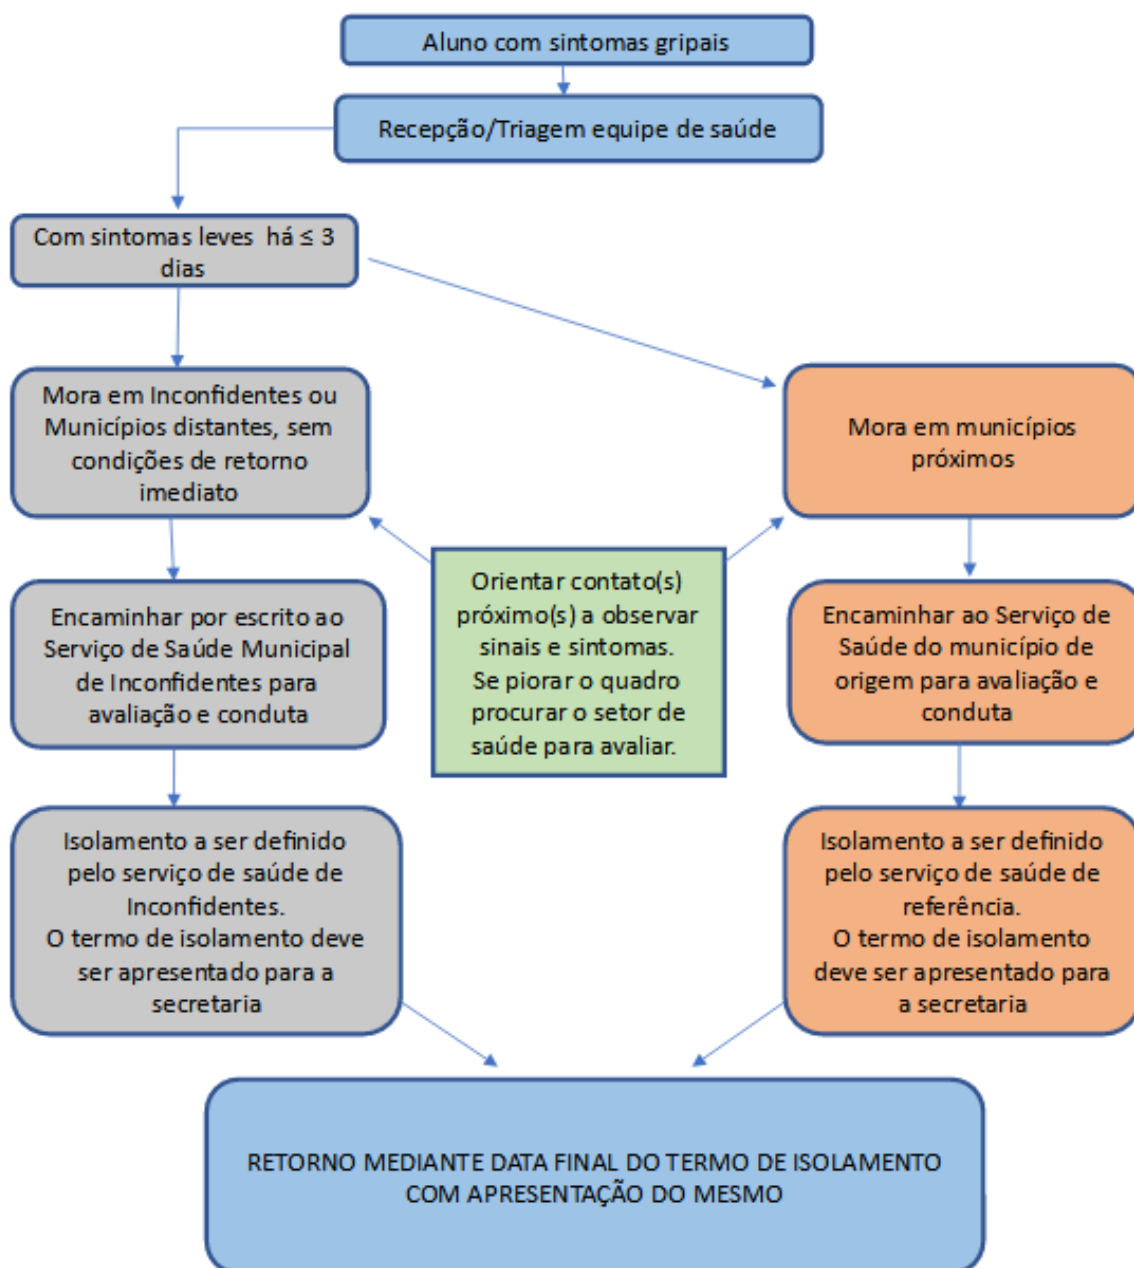 Aluno com sintomas gripais
Recepção/Triagem equipe de saúde
Com sintomas leves há ≤ 3
dias
Mora em Inconfidentes ou
Municípios distantes, sem
condições de retorno
imediato
Mora em municípios
próximos
Orientar contato(s)
próximo(s) a observar
sinais e sintomas.
Se piorar o quadro
procurar o setor de
saúde para avaliar.
Encaminhar por escrito ao
Serviço de Saúde Municipal
de Inconfidentes para
avaliação e conduta
Encaminhar ao Serviço de
Saúde do município de
origem para avaliação e
conduta
Isolamento a ser definido
pelo serviço de saúde de
Inconfidentes.
O termo de isolamento deve
ser apresentado para a
secretaria
Isolamento a ser definido
pelo serviço de saúde de
referência.
O termo de isolamento
deve ser apresentado para
a secretaria
RETORNO MEDIANTE DATA FINAL DO TERMO DE ISOLAMENTO
COM APRESENTAÇÃO DO MESMO